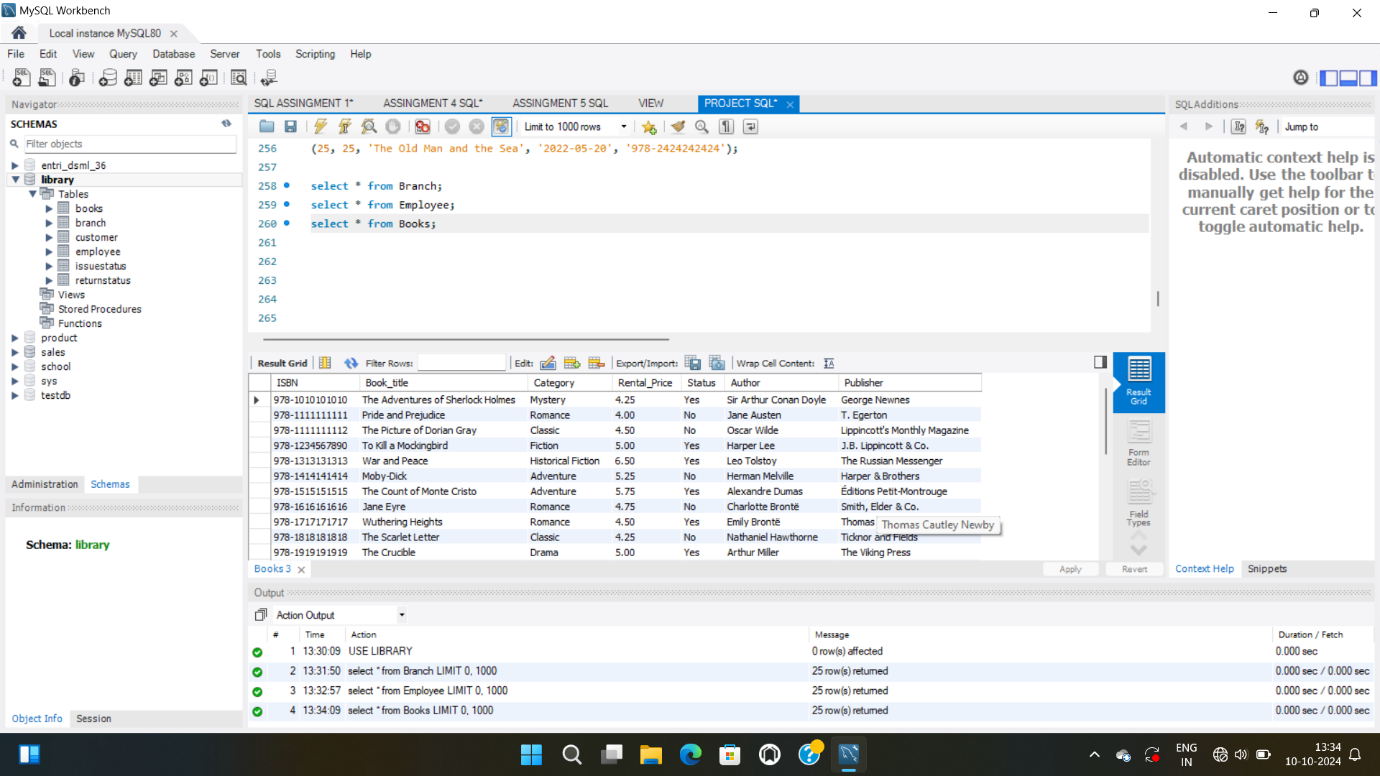 MySQL Workbench
Local instance MySQL80
File Edit View Query Database Server Tools Scripting Help
Navigator
SCHEMAS
Filter objects
entri_dsml_36
library
Tables
books
branch
customer
employee
issuestatus
returnstatus
Views
Stored Procedures
Functions
product
sales
school
sys
testdb
Administration Schemas
Information
Schema: library
Object Info Session
SQL ASSINGMENT 1* ASSINGMENT 4 SQL* ASSINGMENT 5 SQL VIEW PROJECT SQL*
Limit to 1000 rows
256 (25, 25, 'The Old Man and the Sea', '2022-05-20', '978-2424242424');
257
258 select * from Branch;
259 select * from Employee;
260 select * from Books;
261
262
263
264
265
Result Grid Filter Rows: Edit: Export/Import: Wrap Cell Content:
ISBN Book_title Category Rental_Price Status Author Publisher
978-1010101010 The Adventures of Sherlock Holmes Mystery 4.25 Yes Sir Arthur Conan Doyle George Newnes
978-1111111111 Pride and Prejudice Romance 4.00 No Jane Austen T. Egerton
978-1111111112 The Picture of Dorian Gray Classic 4.50 No Oscar Wilde Lippincott's Monthly Magazine
978-1234567890 To Kill a Mockingbird Fiction 5.00 Yes Harper Lee J.B. Lippincott & Co.
978-1313131313 War and Peace Historical Fiction 6.50 Yes Leo Tolstoy The Russian Messenger
978-1414141414 Moby-Dick Adventure 5.25 No Herman Melville Harper & Brothers
978-1515151515 The Count of Monte Cristo Adventure 5.75 Yes Alexandre Dumas Éditions Petit-Montrouge
978-1616161616 Jane Eyre Romance 4.75 No Charlotte Brontë Smith, Elder & Co.
978-1717171717 Wuthering Heights Romance 4.50 Yes Emily Brontë Thomas
Thomas Cautley Newby
978-1818181818 The Scarlet Letter Classic 4.25 No Nathaniel Hawthorne Ticknor and Fields
978-1919191919 The Crucible Drama 5.00 Yes Arthur Miller The Viking Press
Result Grid
Form Editor
Field Types
Books 3
Apply Revert
Output
Action Output
# Time Action Message Duration / Fetch
1 13:30:09 USE LIBRARY 0 row(s) affected 0.000 sec
2 13:31:50 select * from Branch LIMIT 0, 1000 25 row(s) returned 0.000 sec / 0.000 sec
3 13:32:57 select * from Employee LIMIT 0, 1000 25 row(s) returned 0.000 sec / 0.000 sec
4 13:34:09 select * from Books LIMIT 0, 1000 25 row(s) returned 0.000 sec / 0.000 sec
SQLAdditions
Jump to
Automatic context help is
disabled. Use the toolbar t
manually get help for the
current caret position or to
toggle automatic help.
Context Help Snippets
ENG
IN
13:34
10-10-2024